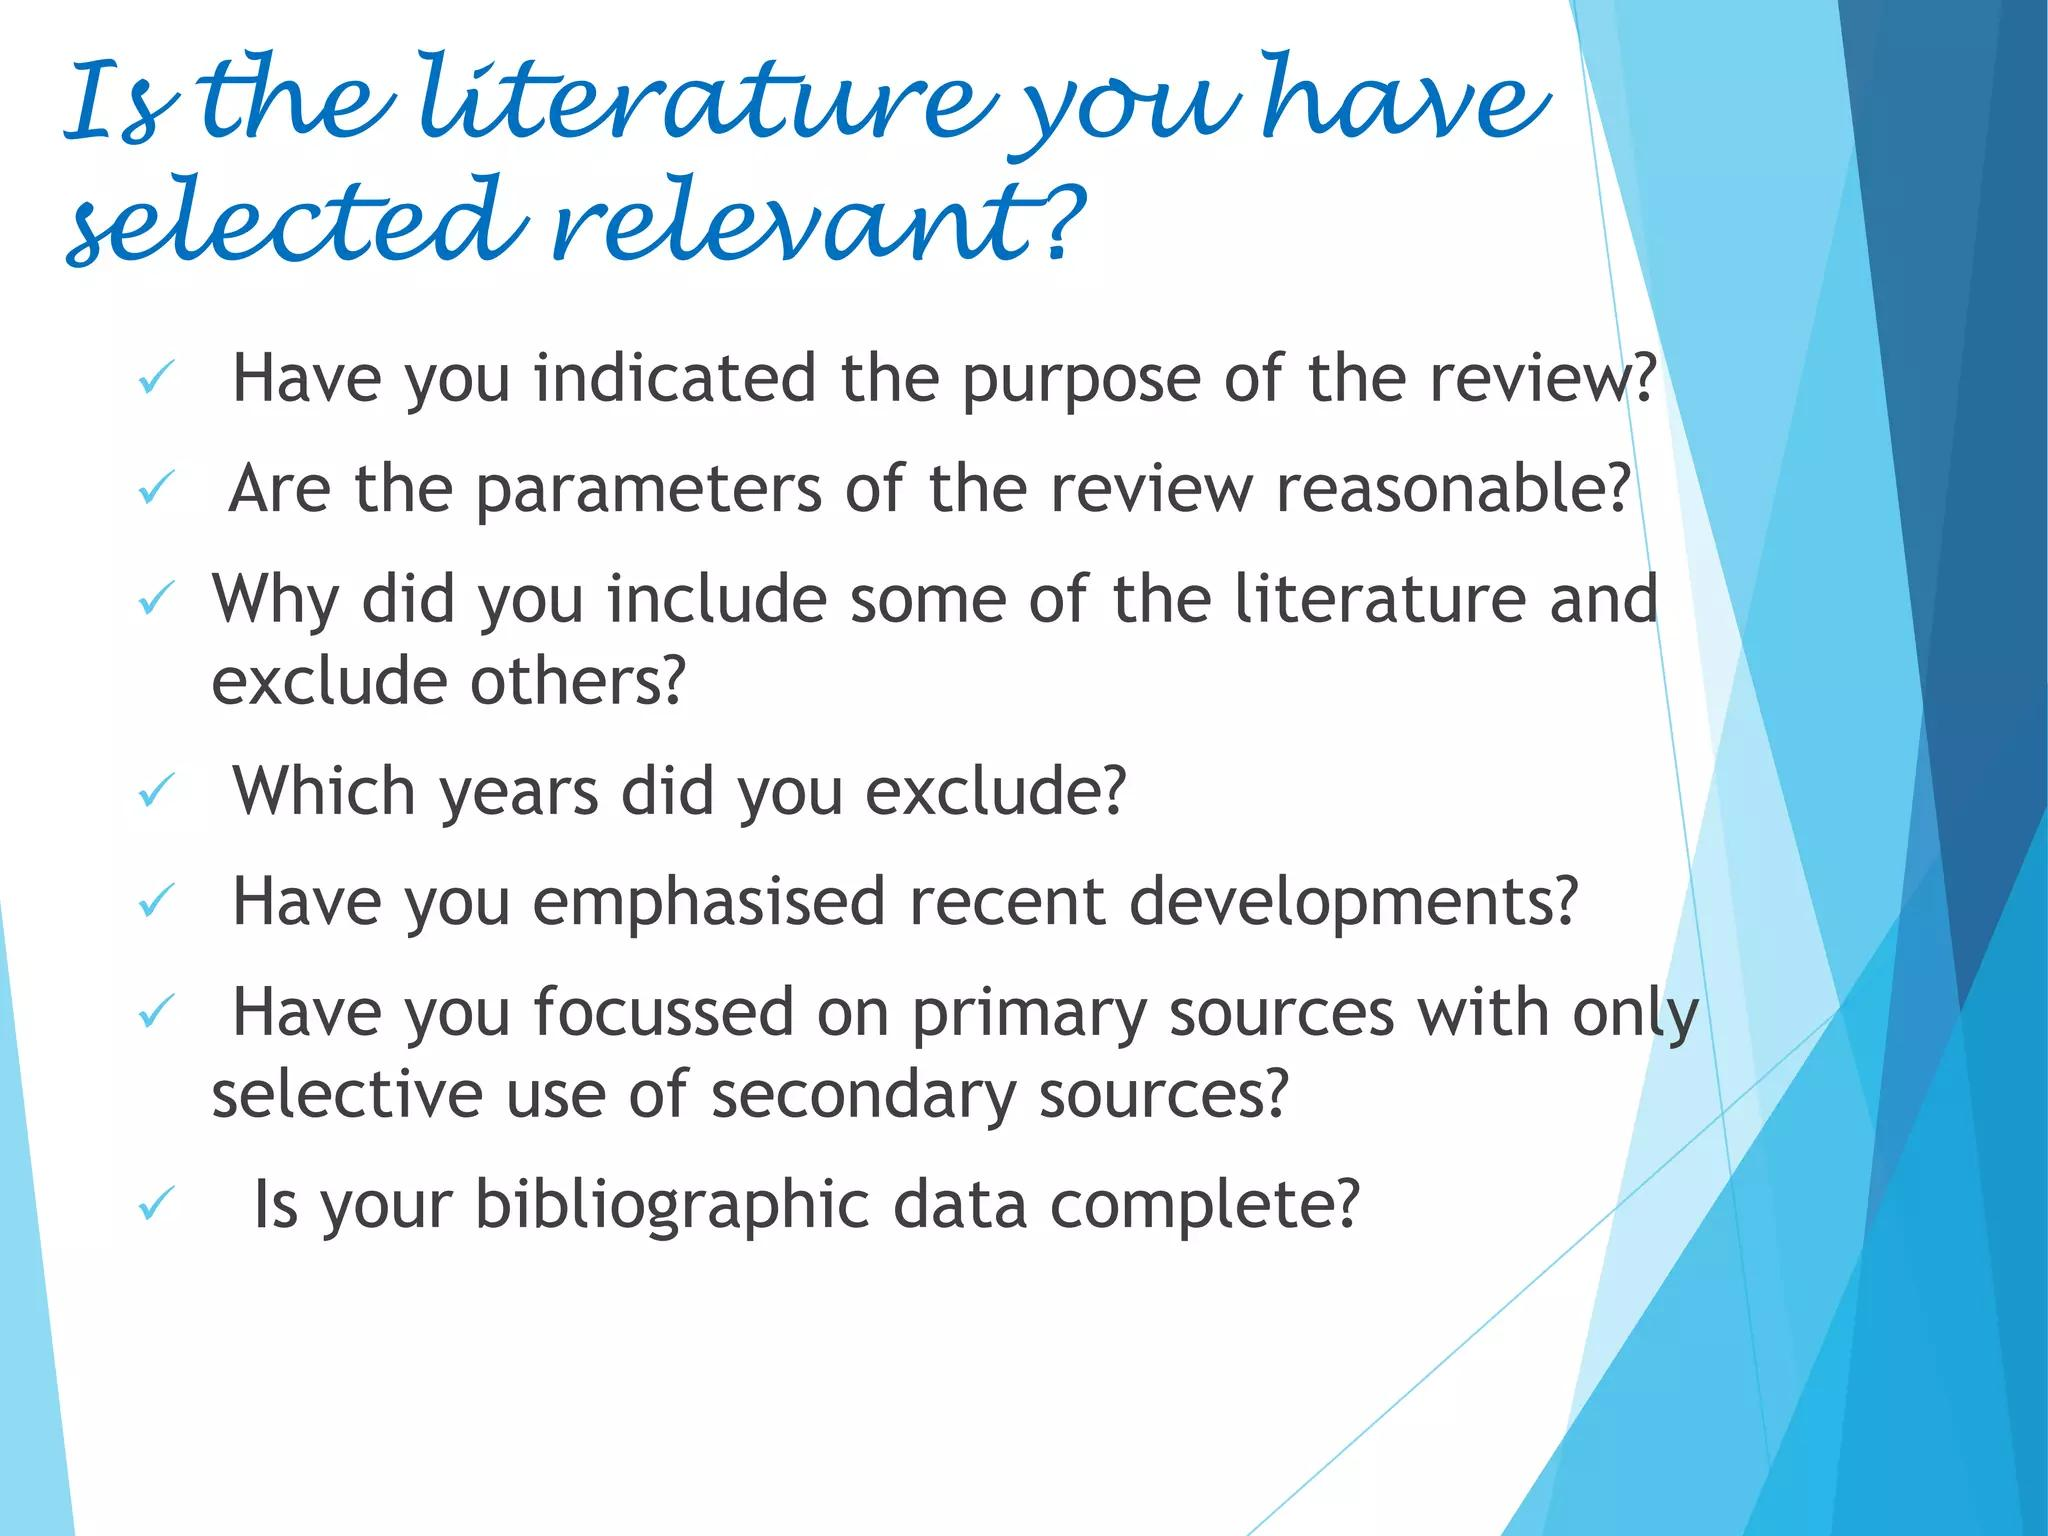 Is the literature you have
selected relevant?
✓ Have you indicated the purpose of the review?
✓ Are the parameters of the review reasonable?
✓ Why did you include some of the literature and
exclude others?
✓ Which years did you exclude?
✓ Have you emphasised recent developments?
✓ Have you focussed on primary sources with only
selective use of secondary sources?
✓ Is your bibliographic data complete?